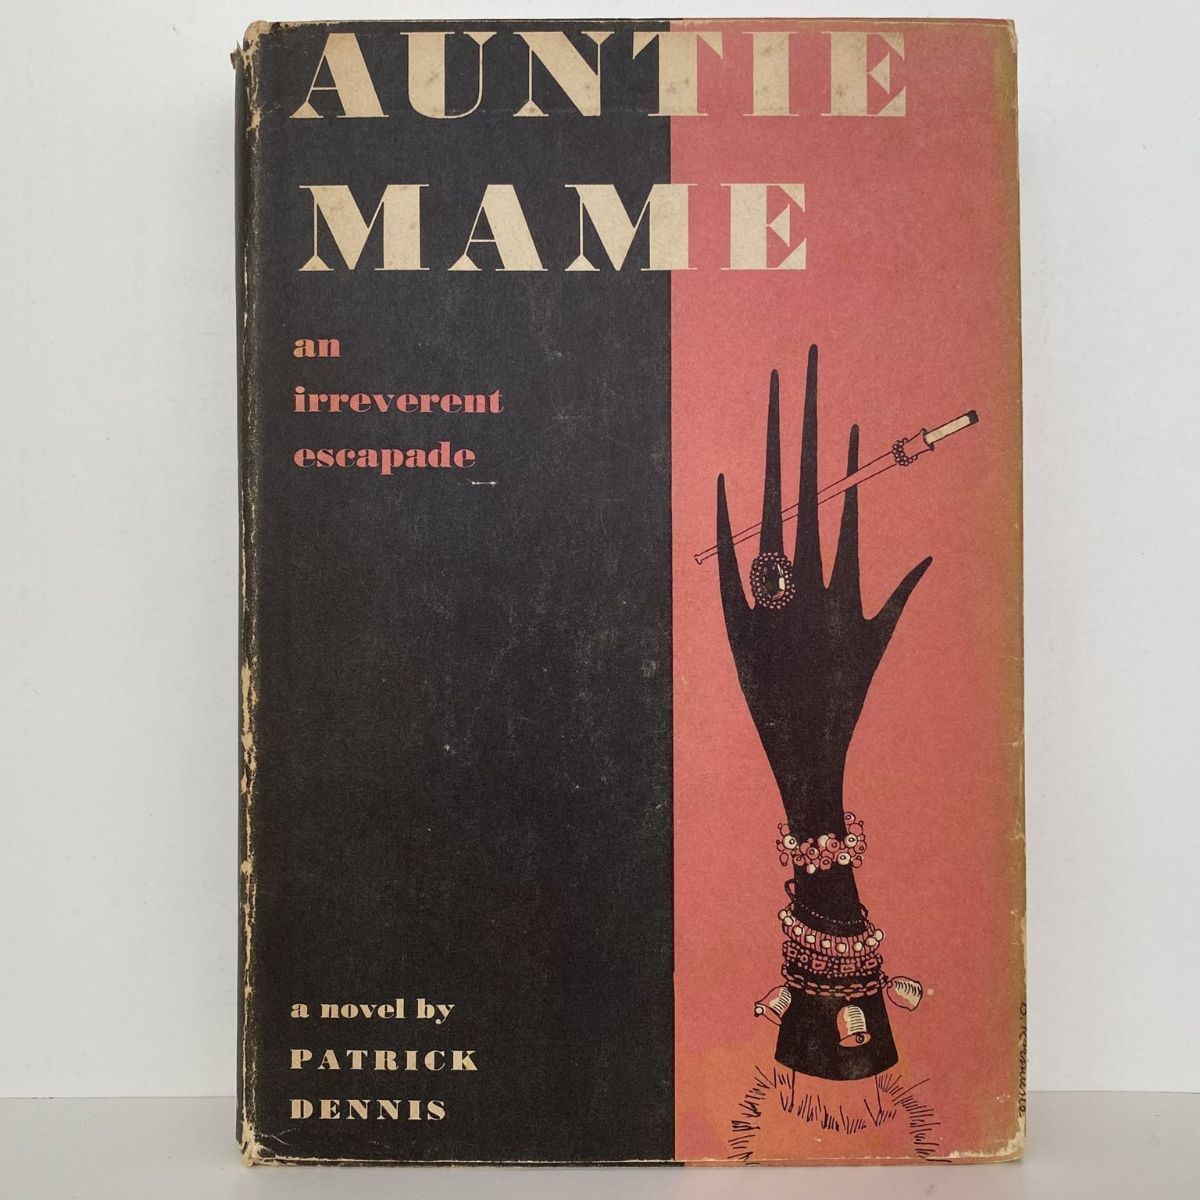 AUNTIE
MAME
an
irreverent
escapade
a novel by
PATRICK
DENNIS